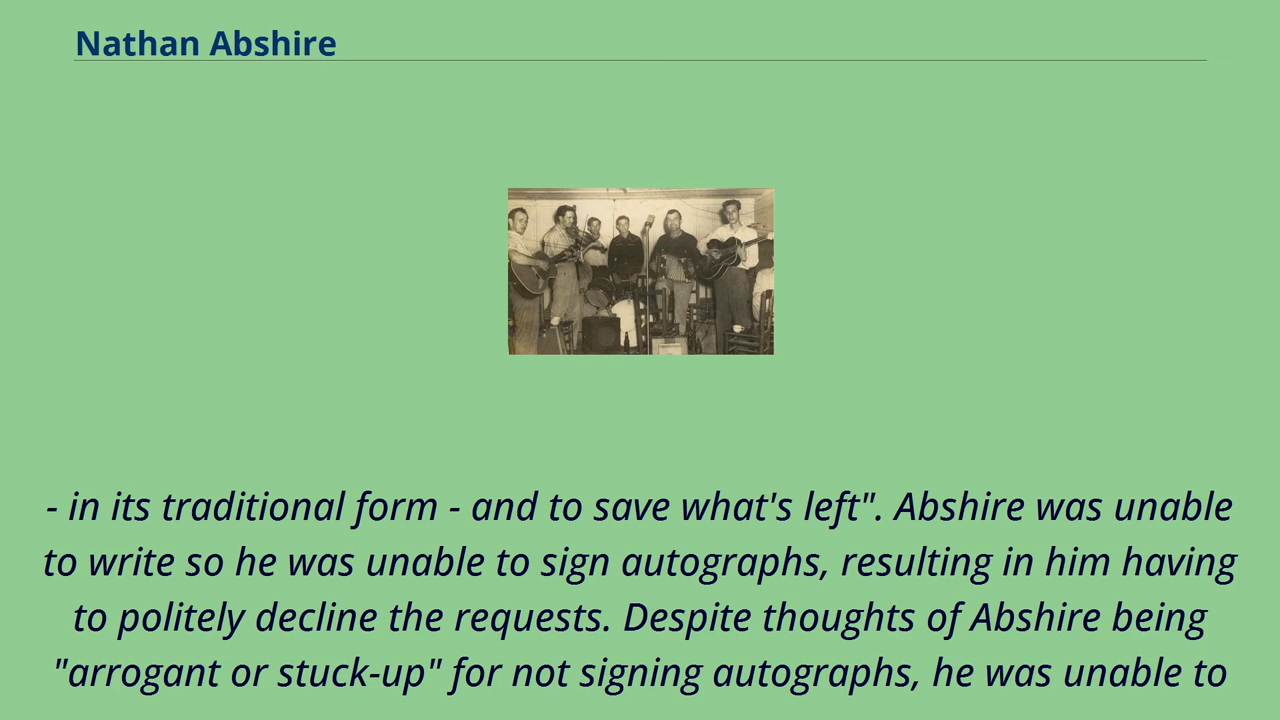 Nathan Abshire
- in its traditional form - and to save what's left". Abshire was unable
to write so he was unable to sign autographs, resulting in him having
to politely decline the requests. Despite thoughts of Abshire being
"arrogant or stuck-up" for not signing autographs, he was unable to